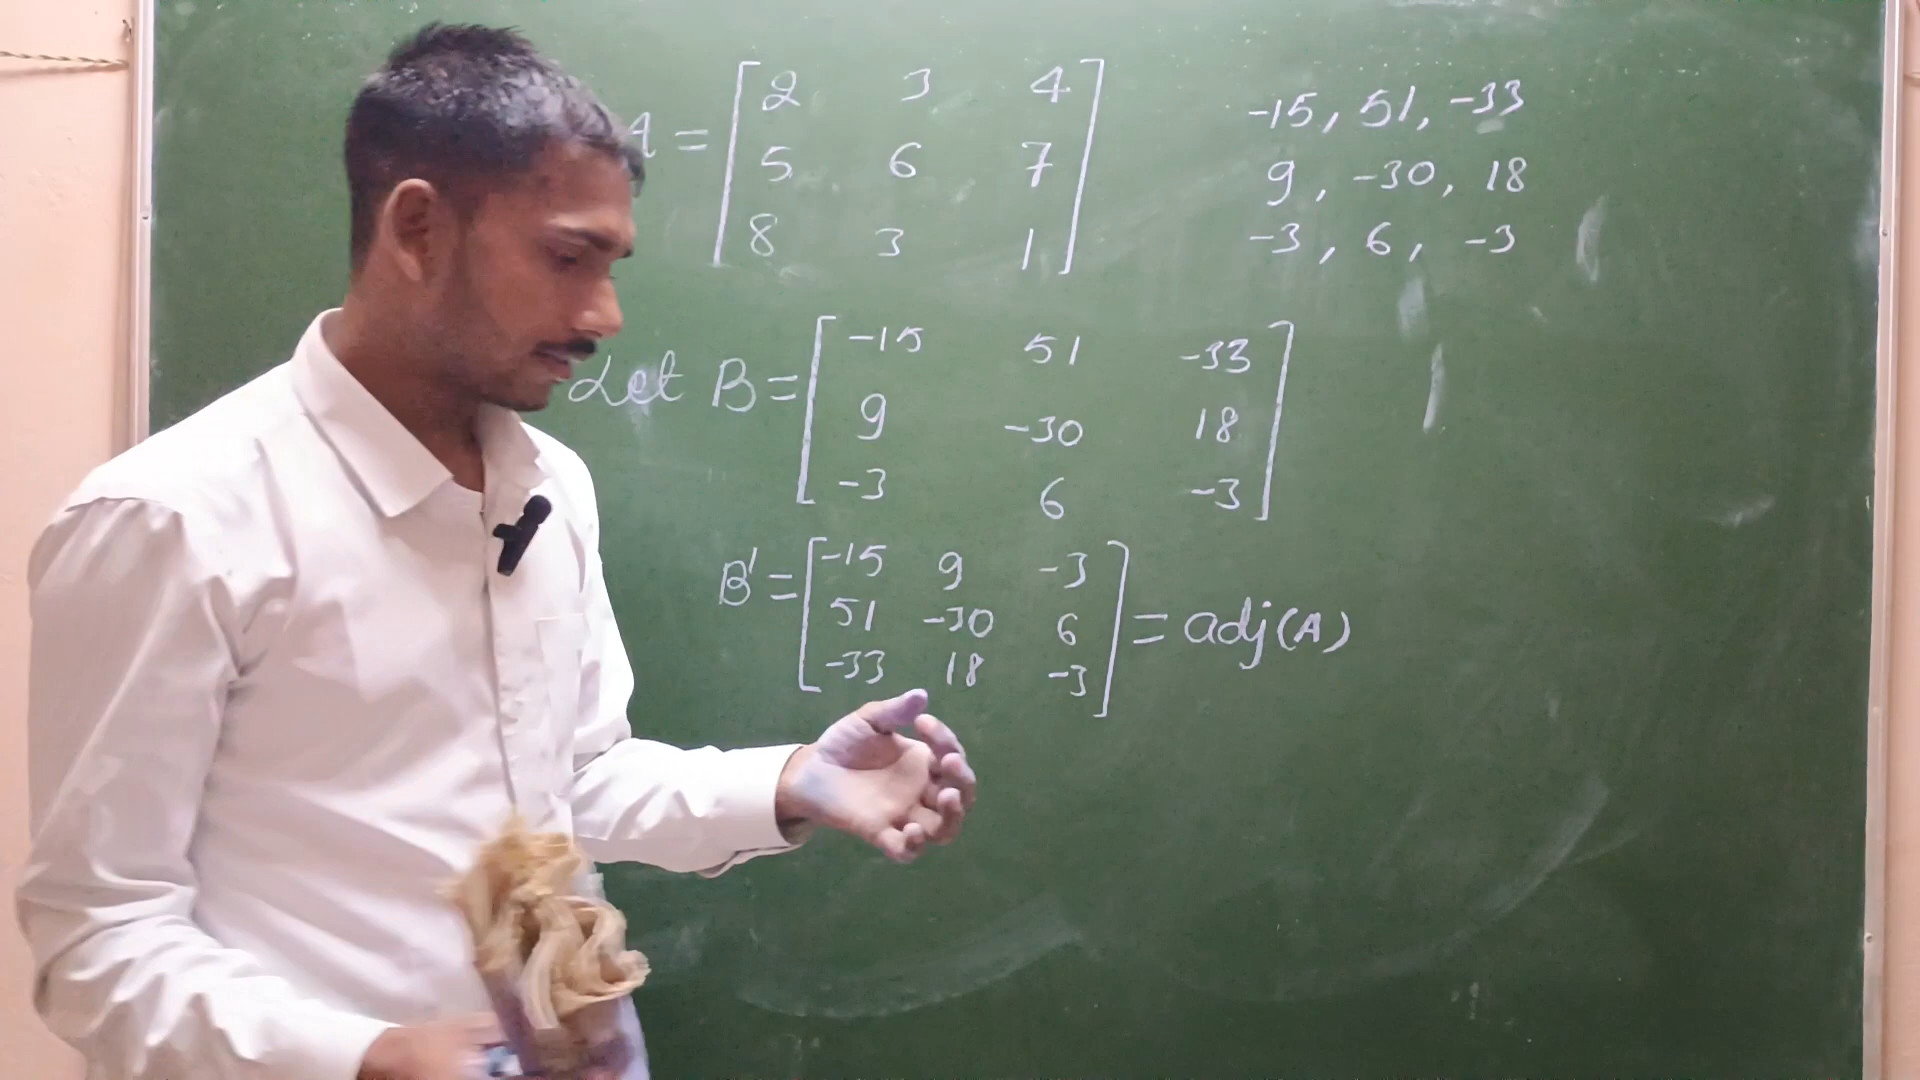 A = [ 2 3 4
5 6 7
8 3 1 ]
-15, 51, -33
9, -30, 18
-3, 6, -3
Let B = [ -15 51 -33
9 -30 18
-3 6 -3 ]
B' = [ -15 9 -3
51 -30 6
-33 18 -3 ] = adj(A)